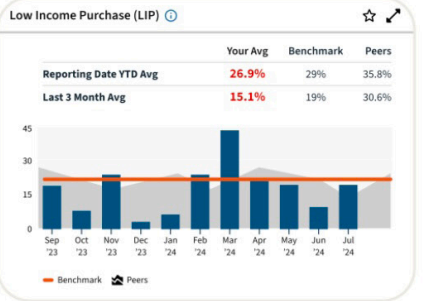 Low Income Purchase (LIP)
Your Avg Benchmark Peers
Reporting Date YTD Avg 26.9% 29% 35.8%
Last 3 Month Avg 15.1% 19% 30.6%
45
30
15
0
Sep Oct Nov Dec Jan Feb Mar Apr May Jun Jul
'23 '23 '23 '23 '24 '24 '24 '24 '24 '24 '24
Benchmark Peers